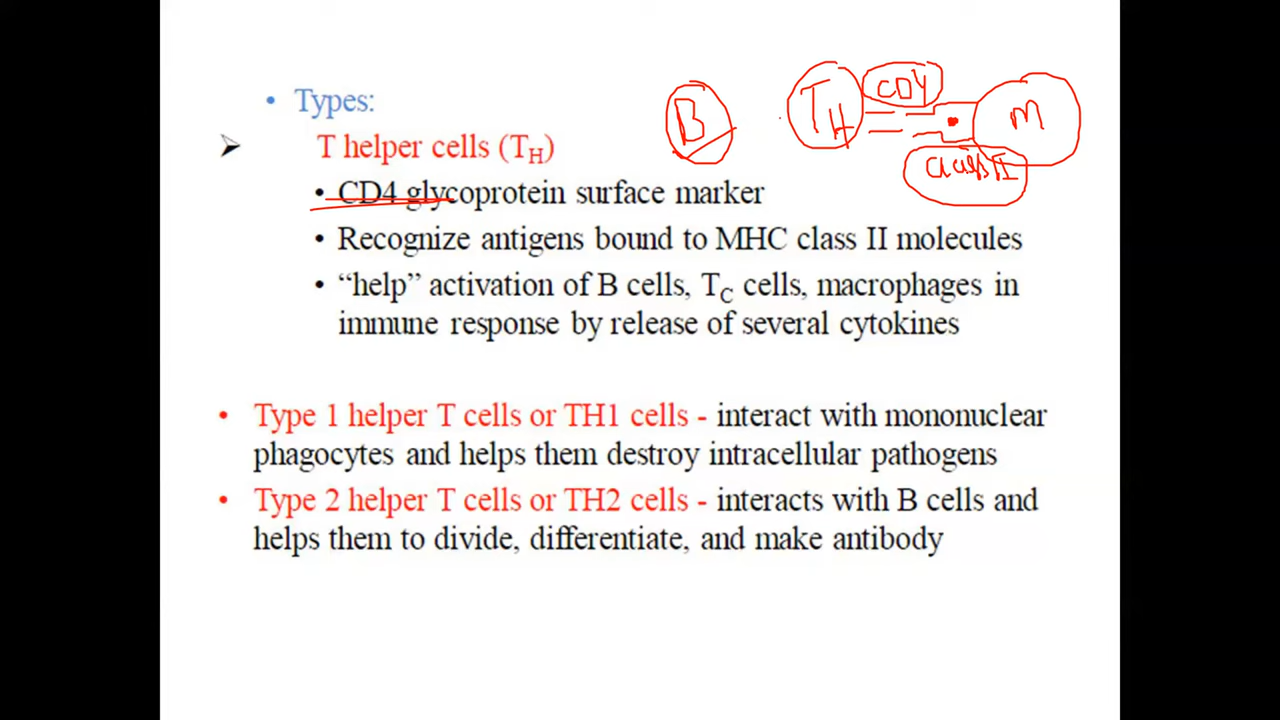 • Types:
➢ T helper cells (TH)
• CD4 glycoprotein surface marker
• Recognize antigens bound to MHC class II molecules
• “help” activation of B cells, TC cells, macrophages in
immune response by release of several cytokines
• Type 1 helper T cells or TH1 cells - interact with mononuclear
phagocytes and helps them destroy intracellular pathogens
• Type 2 helper T cells or TH2 cells - interacts with B cells and
helps them to divide, differentiate, and make antibody
B
TH
CD4
M
Class II